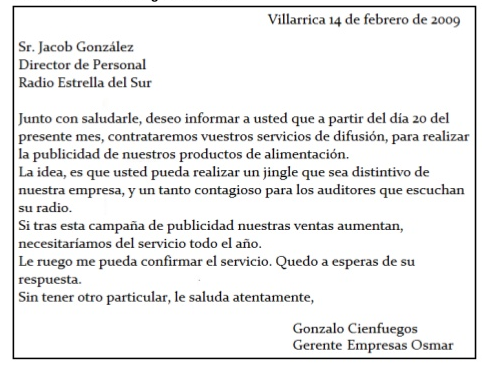 Villarrica 14 de febrero de 2009
Sr. Jacob González
Director de Personal
Radio Estrella del Sur
Junto con saludarle, deseo informar a usted que a partir del día 20 del
presente mes, contrataremos vuestros servicios de difusión, para realizar
la publicidad de nuestros productos de alimentación.
La idea, es que usted pueda realizar un jingle que sea distintivo de
nuestra empresa, y un tanto contagioso para los auditores que escuchan
su radio.
Si tras esta campaña de publicidad nuestras ventas aumentan,
necesitaríamos del servicio todo el año.
Le ruego me pueda confirmar el servicio. Quedo a esperas de su
respuesta.
Sin tener otro particular, le saluda atentamente,
Gonzalo Cienfuegos
Gerente Empresas Osmar